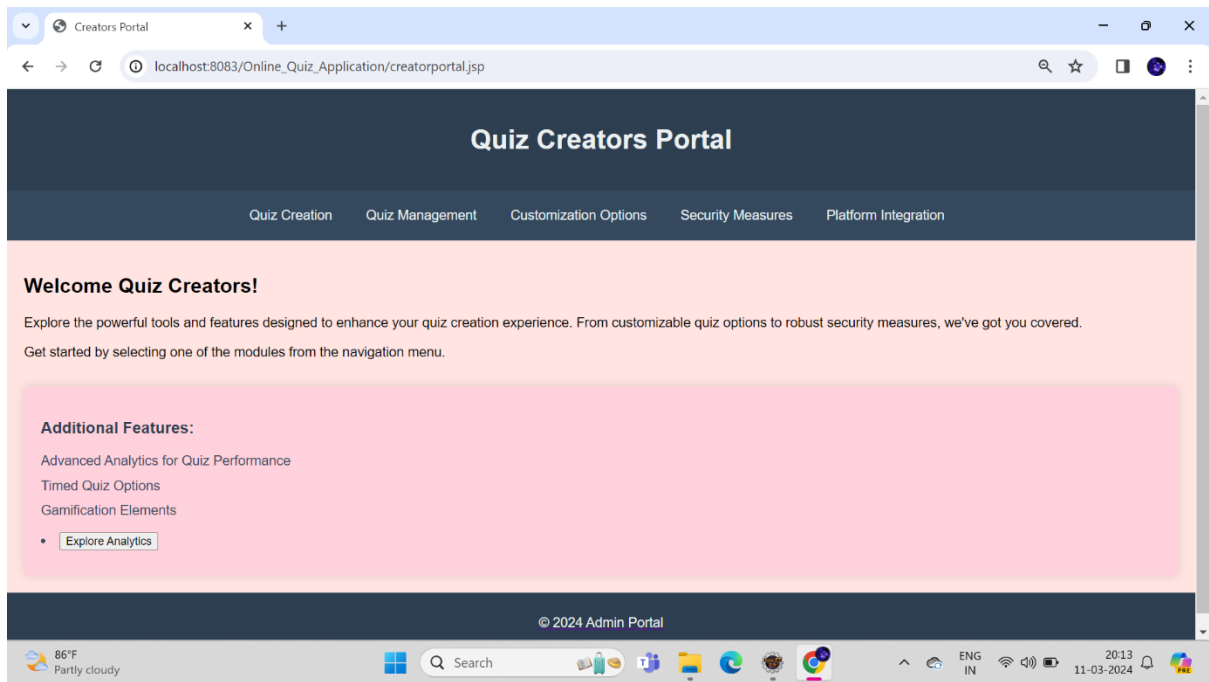 Creators Portal
localhost:8083/Online_Quiz_Application/creatorportal.jsp
Quiz Creators Portal
Quiz Creation Quiz Management Customization Options Security Measures Platform Integration
Welcome Quiz Creators!
Explore the powerful tools and features designed to enhance your quiz creation experience. From customizable quiz options to robust security measures, we've got you covered.
Get started by selecting one of the modules from the navigation menu.
Additional Features:
Advanced Analytics for Quiz Performance
Timed Quiz Options
Gamification Elements
• Explore Analytics
© 2024 Admin Portal
86°F
Partly cloudy
Search
ENG
IN
20:13
11-03-2024
PRE